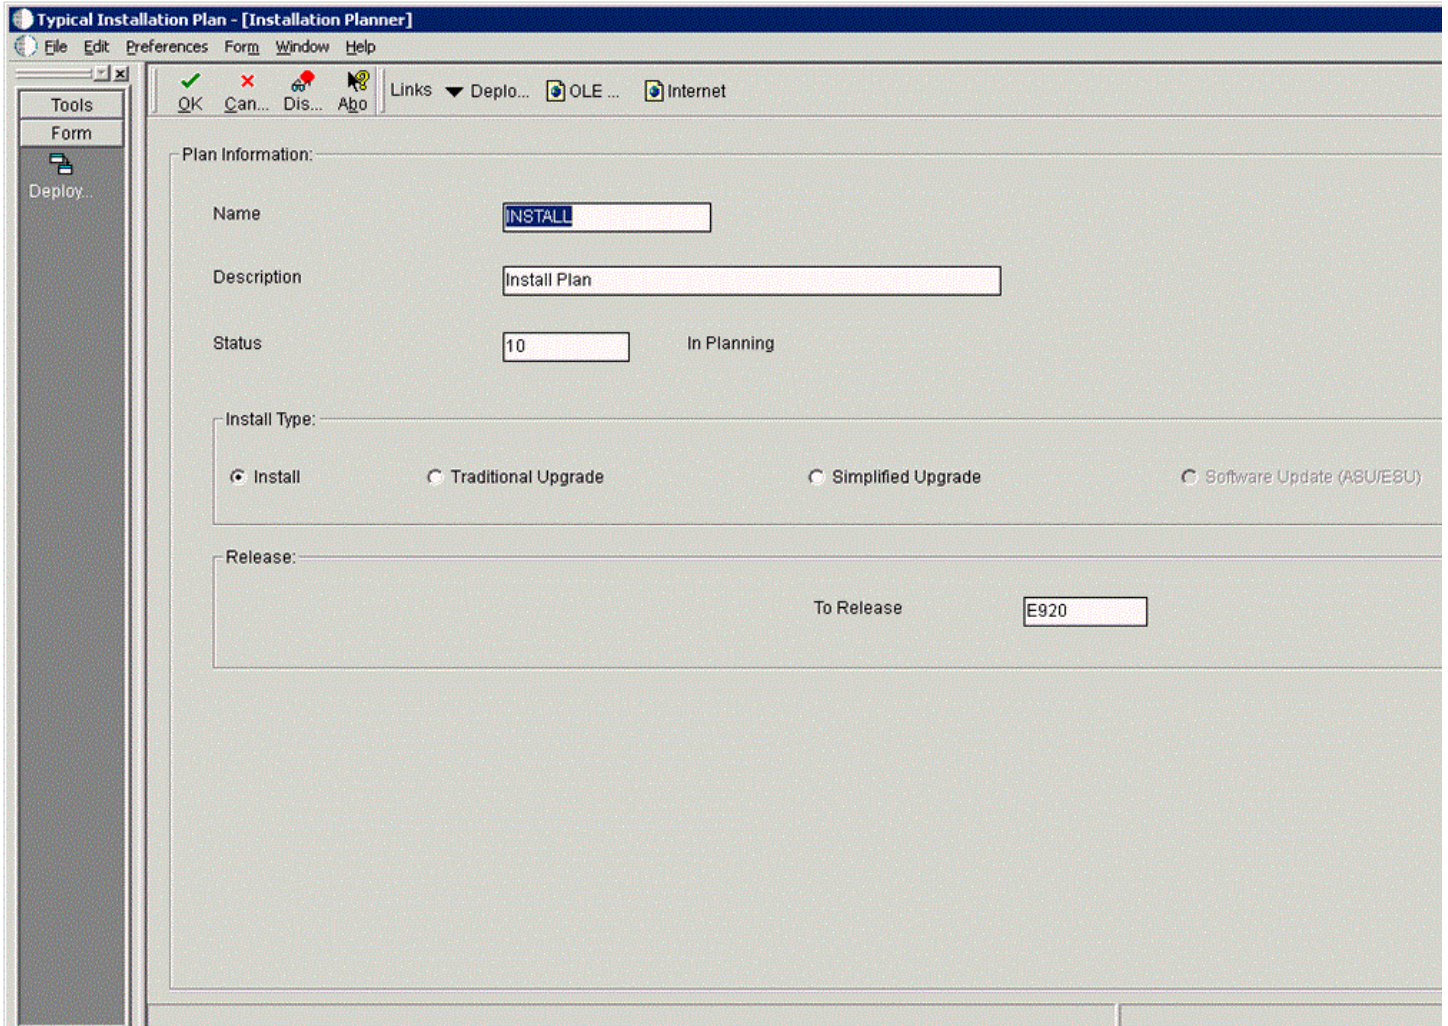 Typical Installation Plan - [Installation Planner]
File Edit Preferences Form Window Help
Tools
Form
Deploy...
OK Can... Dis... Abo Links Deplo... OLE ... Internet
Plan Information:
Name INSTALL
Description Install Plan
Status 10 In Planning
Install Type:
Install Traditional Upgrade Simplified Upgrade Software Update (ASU/ESU)
Release:
To Release E920